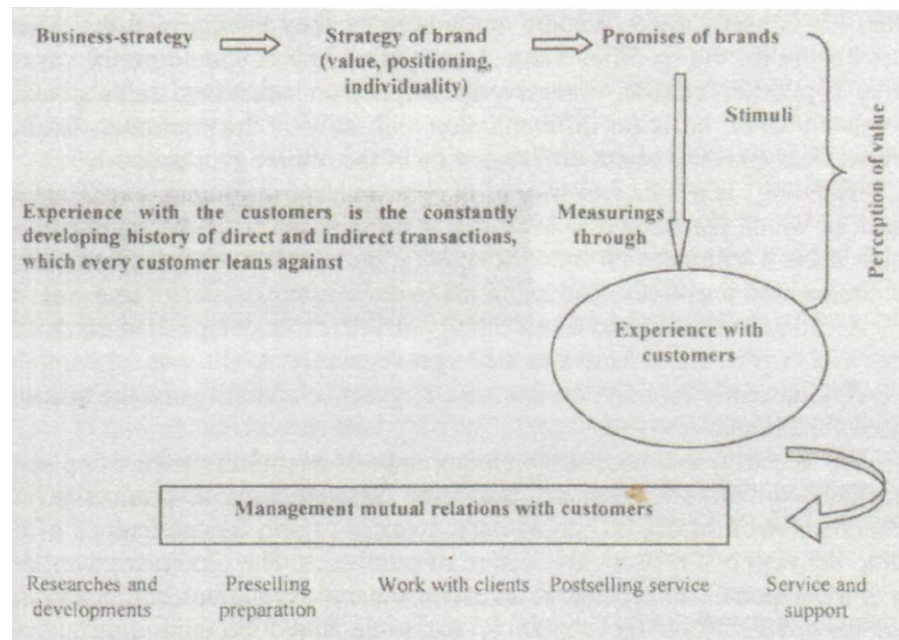 Business-strategy
Strategy of brand
(value, positioning,
individuality)
Promises of brands
Stimuli
Perception of value
Experience with the customers is the constantly
developing history of direct and indirect transactions,
which every customer leans against
Measurings
through
Experience with
customers
Management mutual relations with customers
Researches and
developments
Preselling
preparation
Work with clients
Postselling service
Service and
support